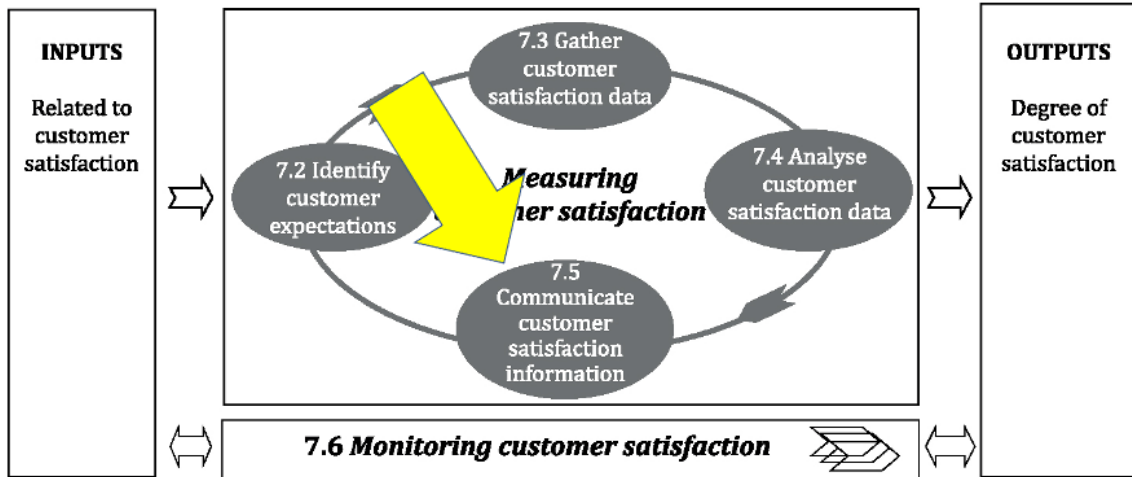 INPUTS
Related to
customer
satisfaction
7.3 Gather
customer
satisfaction data
7.2 Identify
customer
expectations
Measuring
mer satisfaction
7.4 Analyse
customer
satisfaction data
7.5
Communicate
customer
satisfaction
information
7.6 Monitoring customer satisfaction
OUTPUTS
Degree of
customer
satisfaction